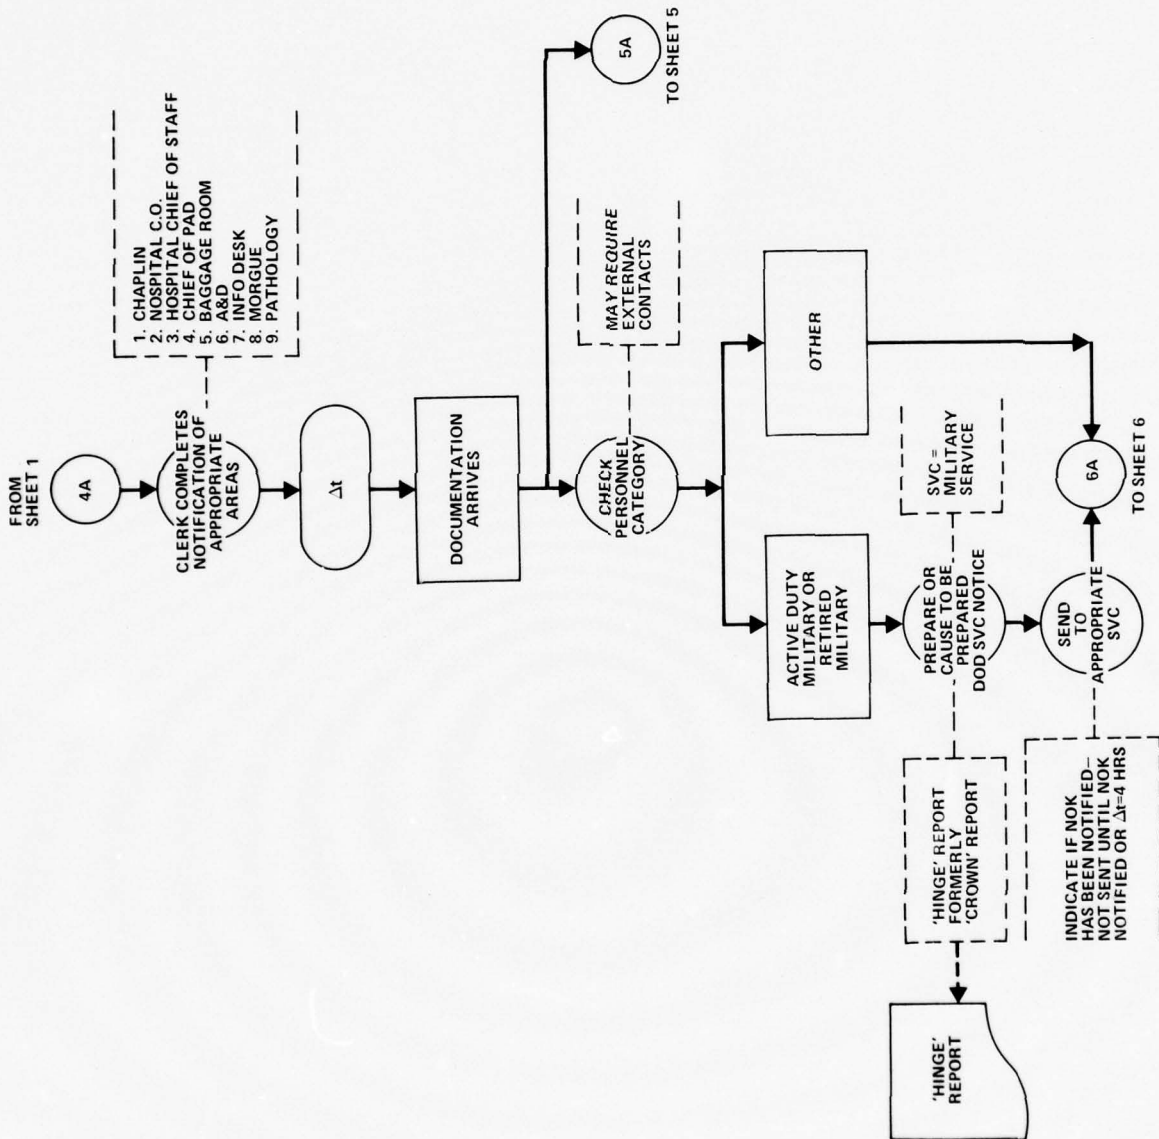 FROM
SHEET 1
4A
CLERK COMPLETES
NOTIFICATION OF
APPROPRIATE
AREAS
1. CHAPLIN
2. NOSPITAL C.O.
3. HOSPITAL CHIEF OF STAFF
4. CHIEF OF PAD
5. BAGGAGE ROOM
6. A&D
7. INFO DESK
8. MORGUE
9. PATHOLOGY
Δt
DOCUMENTATION
ARRIVES
5A
TO SHEET 5
CHECK
PERSONNEL
CATEGORY
MAY REQUIRE
EXTERNAL
CONTACTS
ACTIVE DUTY
MILITARY OR
RETIRED
MILITARY
OTHER
PREPARE OR
CAUSE TO BE
PREPARED
DOD SVC NOTICE
SVC =
MILITARY
SERVICE
'HINGE' REPORT
FORMERLY
'CROWN' REPORT
'HINGE'
REPORT
SEND
TO
APPROPRIATE
SVC
INDICATE IF NOK
HAS BEEN NOTIFIED—
NOT SENT UNTIL NOK
NOTIFIED OR Δt=4 HRS
6A
TO SHEET 6